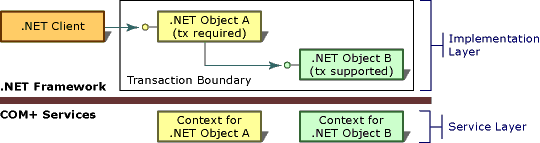 .NET Client
.NET Object A
(tx required)
.NET Object B
(tx supported)
Transaction Boundary
Implementation
Layer
.NET Framework
COM+ Services
Context for
.NET Object A
Context for
.NET Object B
Service Layer